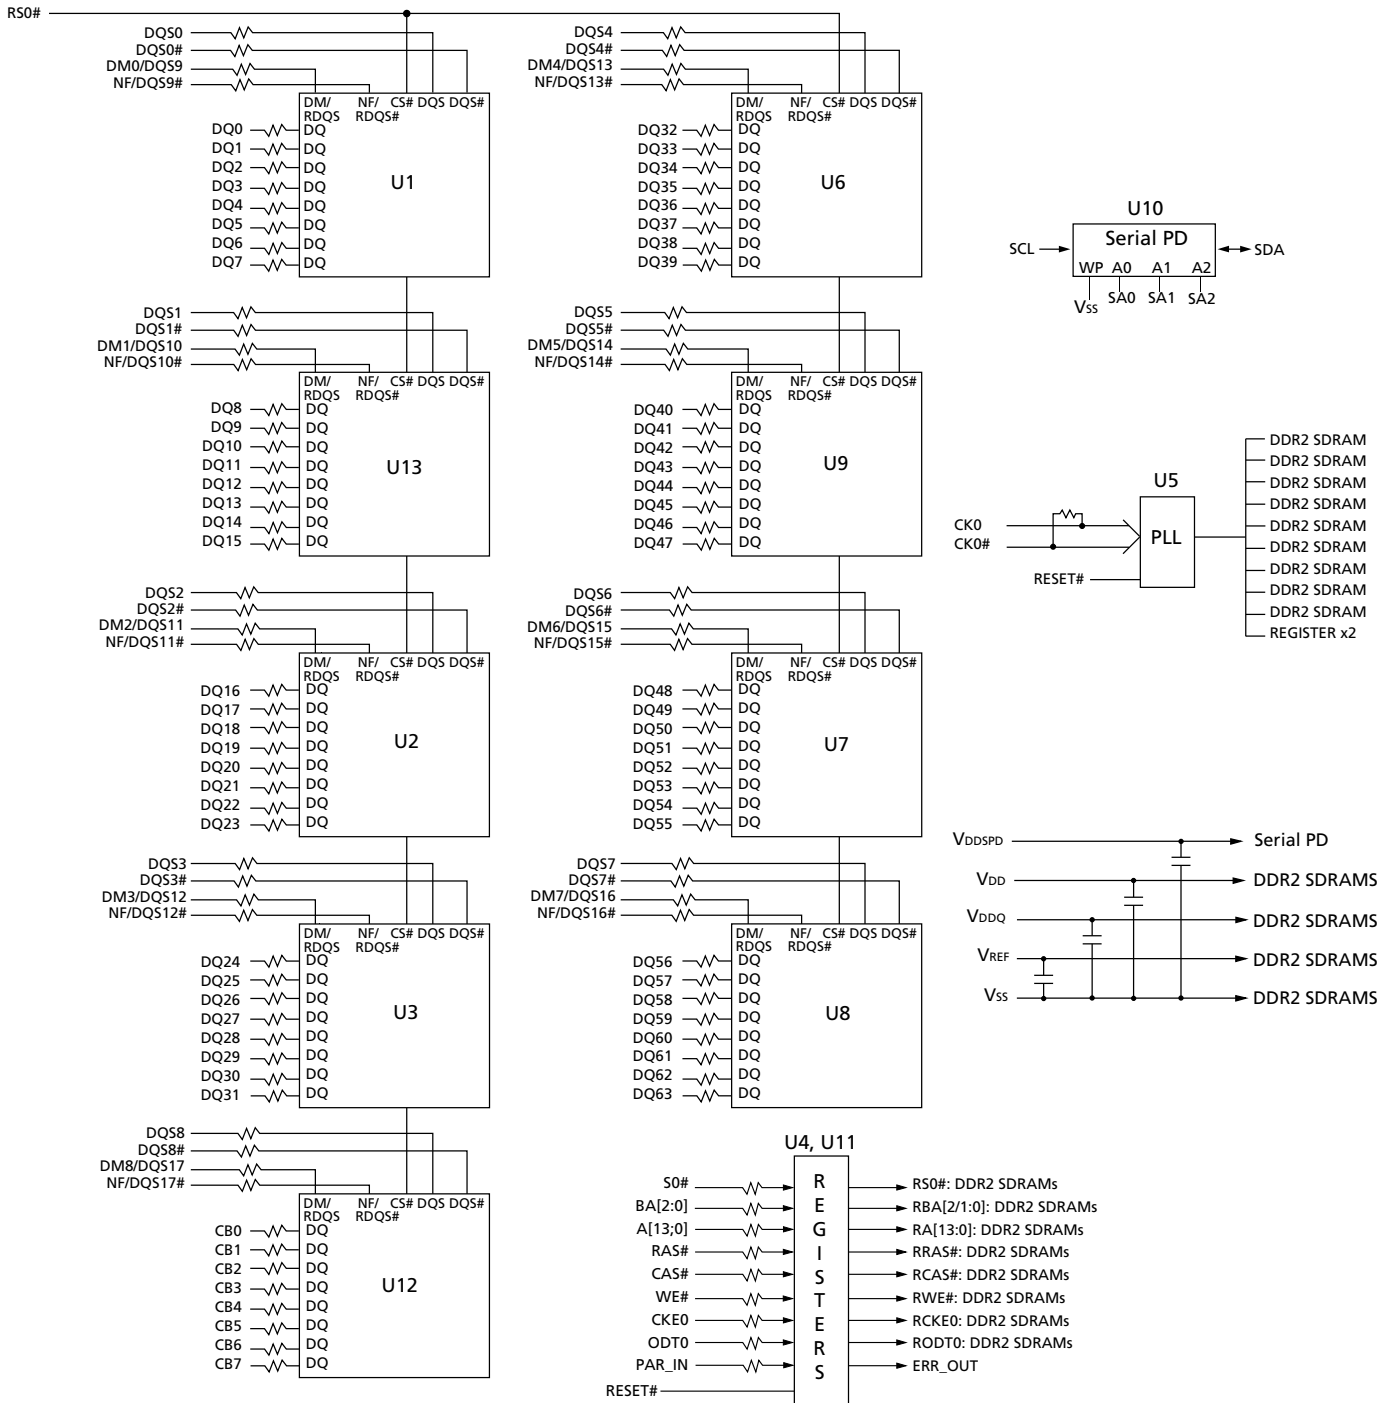 RS0#
DQS0
DQS0#
DM0/DQS9
NF/DQS9#
DM/ NF/ CS# DQS DQS#
RDQS RDQS#
DQ0 DQ
DQ1 DQ
DQ2 DQ
DQ3 DQ
DQ4 DQ
DQ5 DQ
DQ6 DQ
DQ7 DQ
U1
DQS1
DQS1#
DM1/DQS10
NF/DQS10#
DM/ NF/ CS# DQS DQS#
RDQS RDQS#
DQ8 DQ
DQ9 DQ
DQ10 DQ
DQ11 DQ
DQ12 DQ
DQ13 DQ
DQ14 DQ
DQ15 DQ
U13
DQS2
DQS2#
DM2/DQS11
NF/DQS11#
DM/ NF/ CS# DQS DQS#
RDQS RDQS#
DQ16 DQ
DQ17 DQ
DQ18 DQ
DQ19 DQ
DQ20 DQ
DQ21 DQ
DQ22 DQ
DQ23 DQ
U2
DQS3
DQS3#
DM3/DQS12
NF/DQS12#
DM/ NF/ CS# DQS DQS#
RDQS RDQS#
DQ24 DQ
DQ25 DQ
DQ26 DQ
DQ27 DQ
DQ28 DQ
DQ29 DQ
DQ30 DQ
DQ31 DQ
U3
DQS8
DQS8#
DM8/DQS17
NF/DQS17#
DM/ NF/ CS# DQS DQS#
RDQS RDQS#
CB0 DQ
CB1 DQ
CB2 DQ
CB3 DQ
CB4 DQ
CB5 DQ
CB6 DQ
CB7 DQ
U12
DQS4
DQS4#
DM4/DQS13
NF/DQS13#
DM/ NF/ CS# DQS DQS#
RDQS RDQS#
DQ32 DQ
DQ33 DQ
DQ34 DQ
DQ35 DQ
DQ36 DQ
DQ37 DQ
DQ38 DQ
DQ39 DQ
U6
DQS5
DQS5#
DM5/DQS14
NF/DQS14#
DM/ NF/ CS# DQS DQS#
RDQS RDQS#
DQ40 DQ
DQ41 DQ
DQ42 DQ
DQ43 DQ
DQ44 DQ
DQ45 DQ
DQ46 DQ
DQ47 DQ
U9
DQS6
DQS6#
DM6/DQS15
NF/DQS15#
DM/ NF/ CS# DQS DQS#
RDQS RDQS#
DQ48 DQ
DQ49 DQ
DQ50 DQ
DQ51 DQ
DQ52 DQ
DQ53 DQ
DQ54 DQ
DQ55 DQ
U7
DQS7
DQS7#
DM7/DQS16
NF/DQS16#
DM/ NF/ CS# DQS DQS#
RDQS RDQS#
DQ56 DQ
DQ57 DQ
DQ58 DQ
DQ59 DQ
DQ60 DQ
DQ61 DQ
DQ62 DQ
DQ63 DQ
U8
U4, U11
REGISTERS
S0# RS0#: DDR2 SDRAMs
BA[2:0] RBA[2/1:0]: DDR2 SDRAMs
A[13;0] RA[13:0]: DDR2 SDRAMs
RAS# RRAS#: DDR2 SDRAMs
CAS# RCAS#: DDR2 SDRAMs
WE# RWE#: DDR2 SDRAMs
CKE0 RCKE0: DDR2 SDRAMs
ODT0 RODT0: DDR2 SDRAMs
PAR_IN ERR_OUT
RESET#
U10
Serial PD
SCL SDA
WP A0 A1 A2
VSS SA0 SA1 SA2
U5
PLL
CK0
CK0#
RESET#
DDR2 SDRAM
DDR2 SDRAM
DDR2 SDRAM
DDR2 SDRAM
DDR2 SDRAM
DDR2 SDRAM
DDR2 SDRAM
DDR2 SDRAM
DDR2 SDRAM
REGISTER x2
VDDSPD Serial PD
VDD DDR2 SDRAMS
VDDQ DDR2 SDRAMS
VREF DDR2 SDRAMS
VSS DDR2 SDRAMS